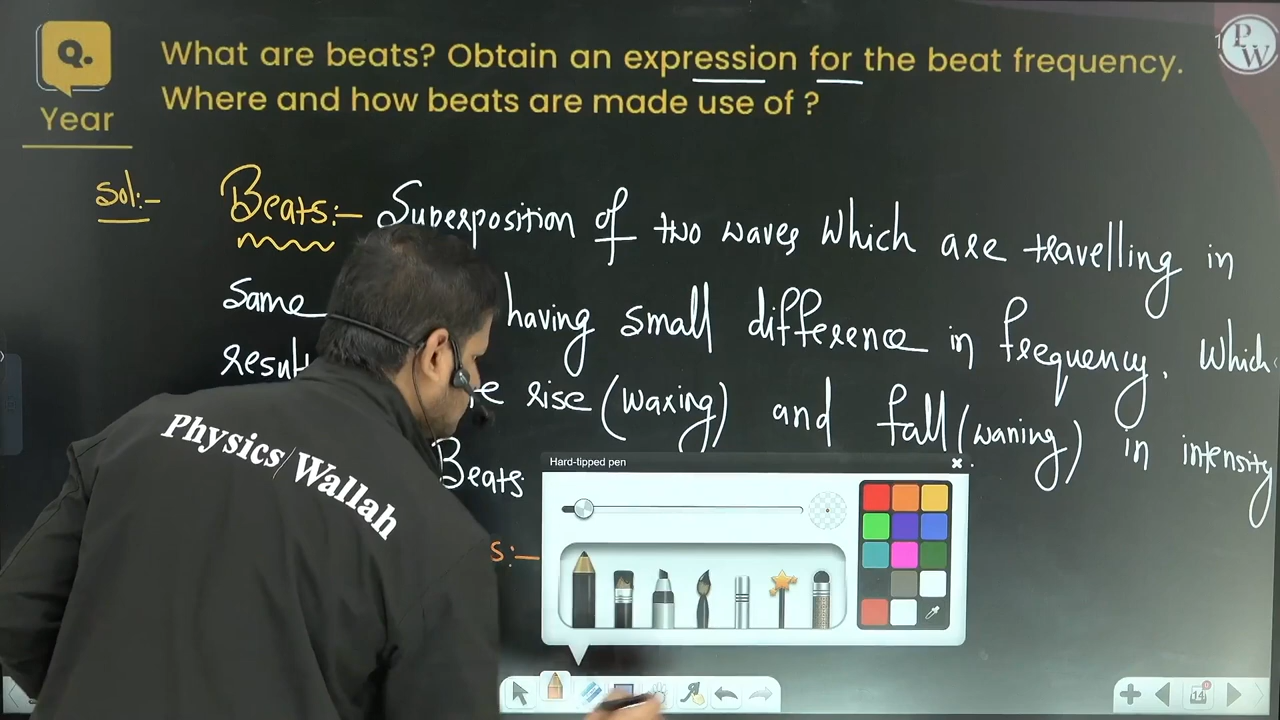 Q.
Year
What are beats? Obtain an expression for the beat frequency.
Where and how beats are made use of ?
PW
Sol:-
Beats:- Superposition of two waves which are travelling in
same having small difference in frequency. Which
rise (waxing) and fall (waning) in intensity
Beats
s:-
Physics Wallah
Hard-tipped pen
14